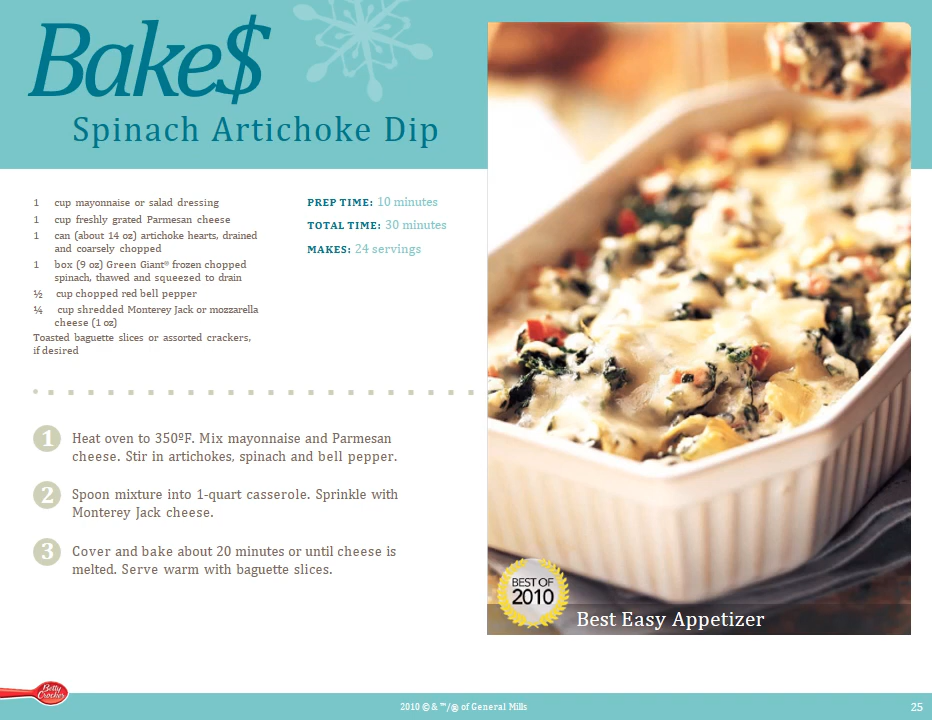 Bake$
Spinach Artichoke Dip
1 cup mayonnaise or salad dressing
1 cup freshly grated Parmesan cheese
1 can (about 14 oz) artichoke hearts, drained
and coarsely chopped
1 box (9 oz) Green Giant® frozen chopped
spinach, thawed and squeezed to drain
½ cup chopped red bell pepper
¼ cup shredded Monterey Jack or mozzarella
cheese (1 oz)
Toasted baguette slices or assorted crackers,
if desired
PREP TIME: 10 minutes
TOTAL TIME: 30 minutes
MAKES: 24 servings
1 Heat oven to 350ºF. Mix mayonnaise and Parmesan
cheese. Stir in artichokes, spinach and bell pepper.
2 Spoon mixture into 1-quart casserole. Sprinkle with
Monterey Jack cheese.
3 Cover and bake about 20 minutes or until cheese is
melted. Serve warm with baguette slices.
BEST OF
2010
Best Easy Appetizer
Betty
Crocker
2010 ©& ™/® of General Mills
25